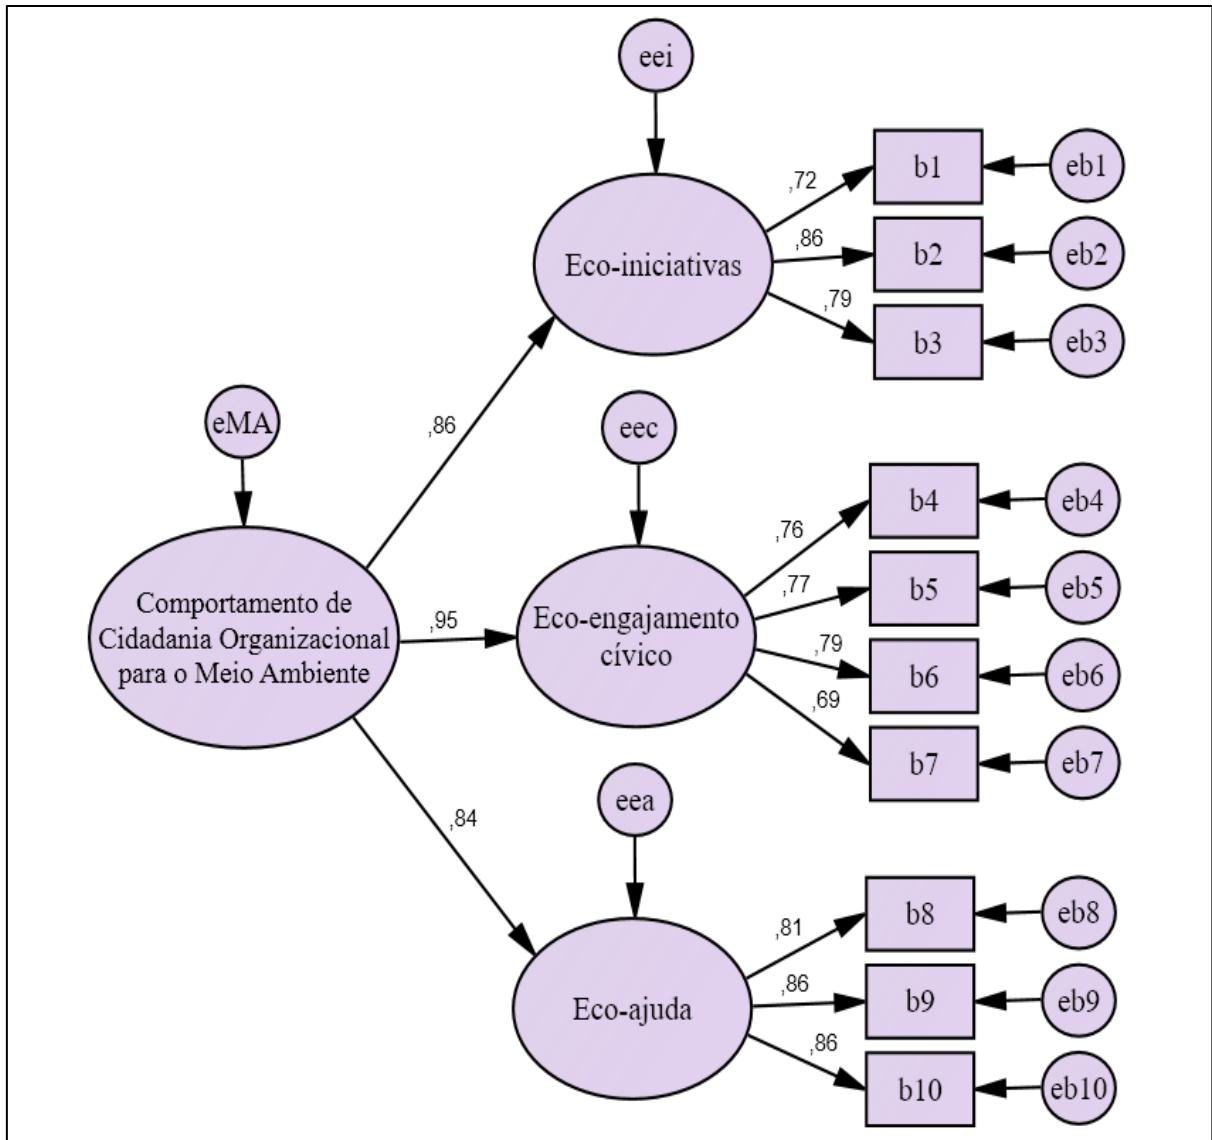 eei
b1
eb1
,72
Eco-iniciativas
,86
b2
eb2
,79
b3
eb3
eMA
,86
eec
b4
eb4
,76
Comportamento de
Cidadania Organizacional
para o Meio Ambiente
,95
Eco-engajamento
cívico
,77
b5
eb5
,79
b6
eb6
,69
b7
eb7
eea
,84
b8
eb8
,81
Eco-ajuda
,86
b9
eb9
,86
b10
eb10